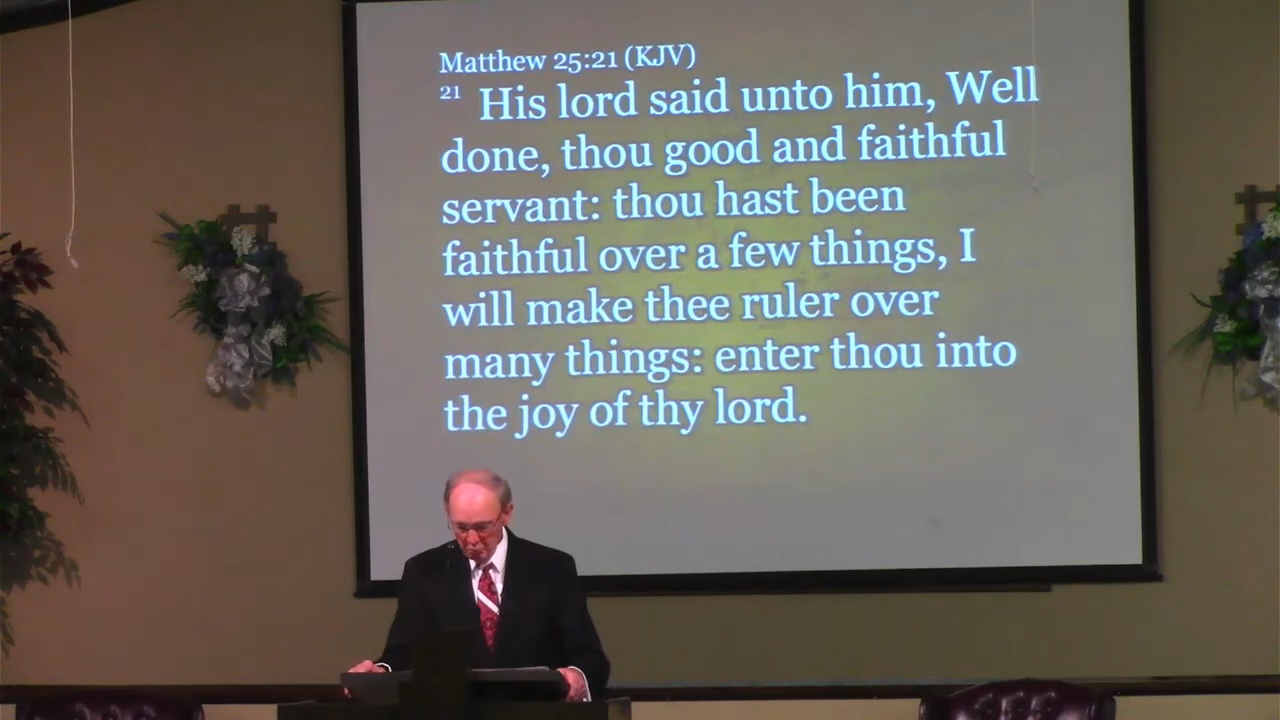 Matthew 25:21 (KJV)
21 His lord said unto him, Well
done, thou good and faithful
servant: thou hast been
faithful over a few things, I
will make thee ruler over
many things: enter thou into
the joy of thy lord.